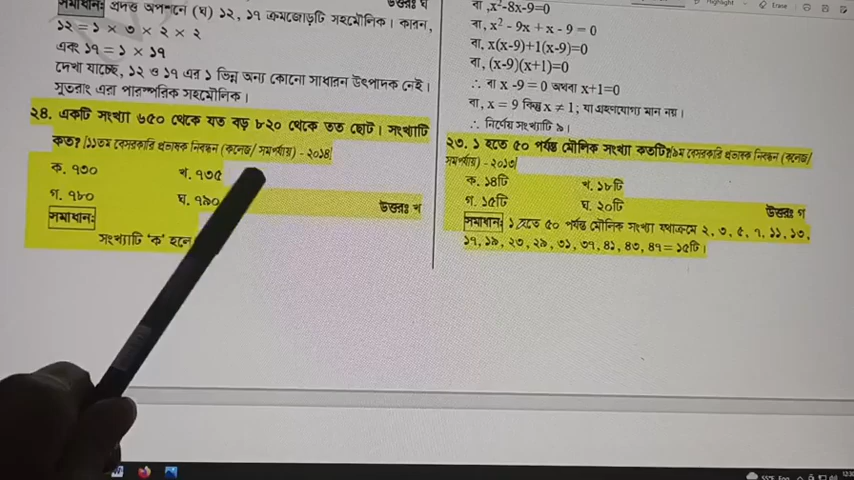 সমাধান: প্রদত্ত অপশনে (ঘ) ১২, ১৭ ক্রমজোড়টি সহমৌলিক। কারন,
১২ = ১ × ৩ × ২ × ২
এবং ১৭ = ১ × ১৭
দেখা যাচ্ছে, ১২ ও ১৭ এর ১ ভিন্ন অন্য কোনো সাধারন উৎপাদক নেই।
সুতরাং এরা পারস্পরিক সহমৌলিক।
২৪. একটি সংখ্যা ৬৫০ থেকে যত বড় ৮২০ থেকে তত ছোট। সংখ্যাটি
কত? [১১তম বেসরকারি প্রভাষক নিবন্ধন (কলেজ/ সমপর্যায়) - ২০১৪]
ক. ৭৩০
খ. ৭৩৫
গ. ৭৮০
ঘ. ৭৯০
উত্তরঃ খ
সমাধান:
সংখ্যাটি 'ক' হলে
বা, x²-8x-9=0
বা, x² - 9x + x - 9 = 0
বা, x(x-9)+1(x-9)=0
বা, (x-9)(x+1)=0
∴ বা x -9 = 0 অথবা x+1=0
বা, x = 9 কিন্তু x ≠ 1; যা গ্রহণযোগ্য মান নয়।
∴ নির্ণেয় সংখ্যাটি ৯।
২৩. ১ হতে ৫০ পর্যন্ত মৌলিক সংখ্যা কতটি? [৯ম বেসরকারি প্রভাষক নিবন্ধন (কলেজ/
সমপর্যায়) - ২০১৩]
ক. ১৪টি
খ. ১৮টি
গ. ১৫টি
ঘ. ২০টি
উত্তরঃ গ
সমাধান: ১ হতে ৫০ পর্যন্ত মৌলিক সংখ্যা যথাক্রমে ২, ৩, ৫, ৭, ১১, ১৩,
১৭, ১৯, ২৩, ২৯, ৩১, ৩৭, ৪১, ৪৩, ৪৭ = ১৫টি।